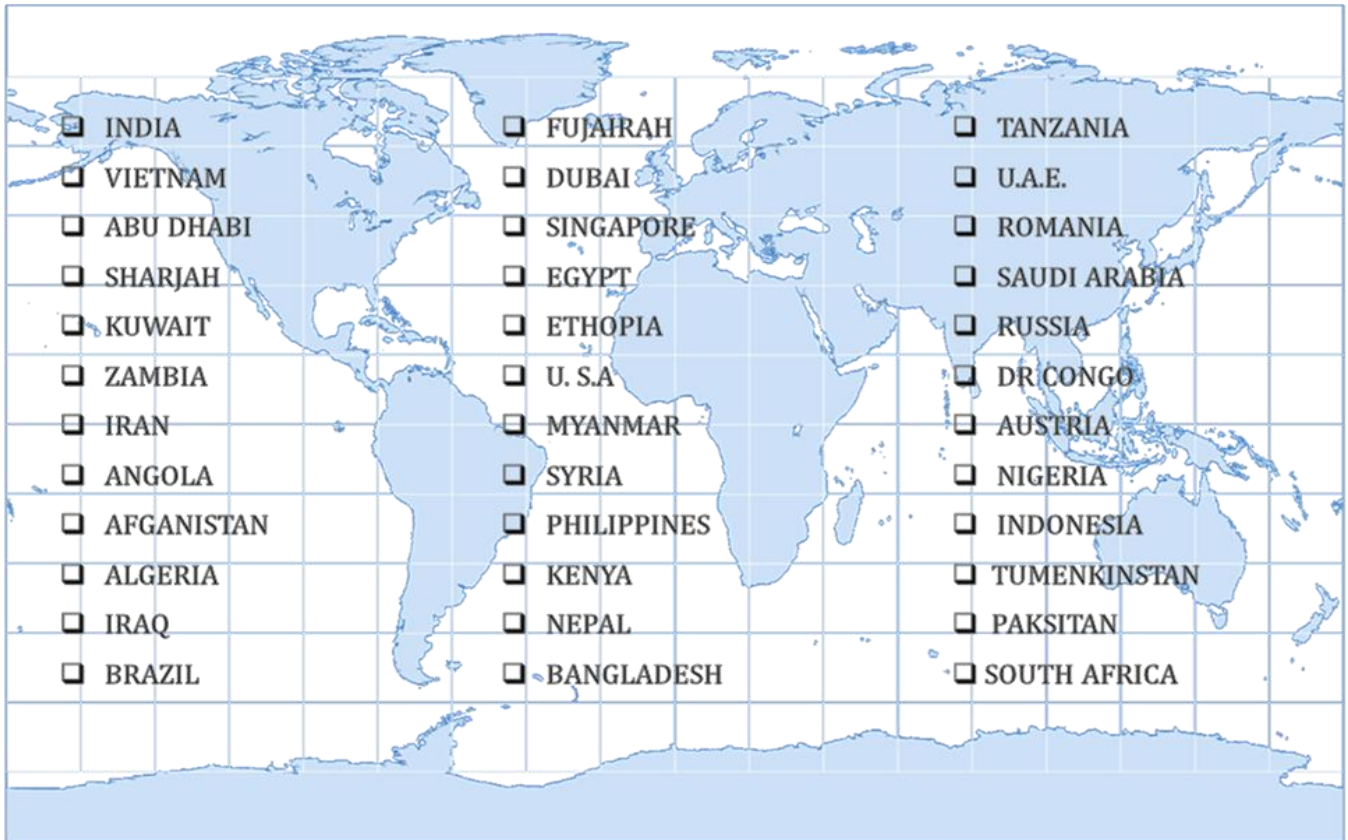 ❑ INDIA
❑ VIETNAM
❑ ABU DHABI
❑ SHARJAH
❑ KUWAIT
❑ ZAMBIA
❑ IRAN
❑ ANGOLA
❑ AFGANISTAN
❑ ALGERIA
❑ IRAQ
❑ BRAZIL
❑ FUJAIRAH
❑ DUBAI
❑ SINGAPORE
❑ EGYPT
❑ ETHOPIA
❑ U. S.A
❑ MYANMAR
❑ SYRIA
❑ PHILIPPINES
❑ KENYA
❑ NEPAL
❑ BANGLADESH
❑ TANZANIA
❑ U.A.E.
❑ ROMANIA
❑ SAUDI ARABIA
❑ RUSSIA
❑ DR CONGO
❑ AUSTRIA
❑ NIGERIA
❑ INDONESIA
❑ TUMENKINSTAN
❑ PAKSITAN
❑ SOUTH AFRICA